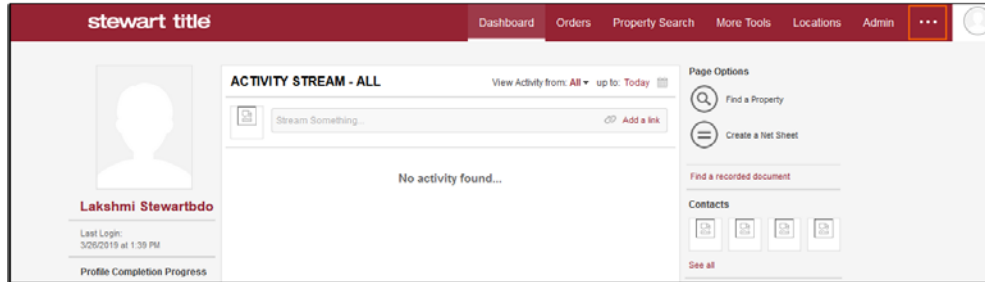 stewart title
Dashboard Orders Property Search More Tools Locations Admin ...
ACTIVITY STREAM - ALL
View Activity from: All up to: Today
Stream Something...
Add a link
No activity found...
Lakshmi Stewartbdo
Last Login:
3/26/2019 at 1:39 PM
Profile Completion Progress
Page Options
Find a Property
Create a Net Sheet
Find a recorded document
Contacts
See all